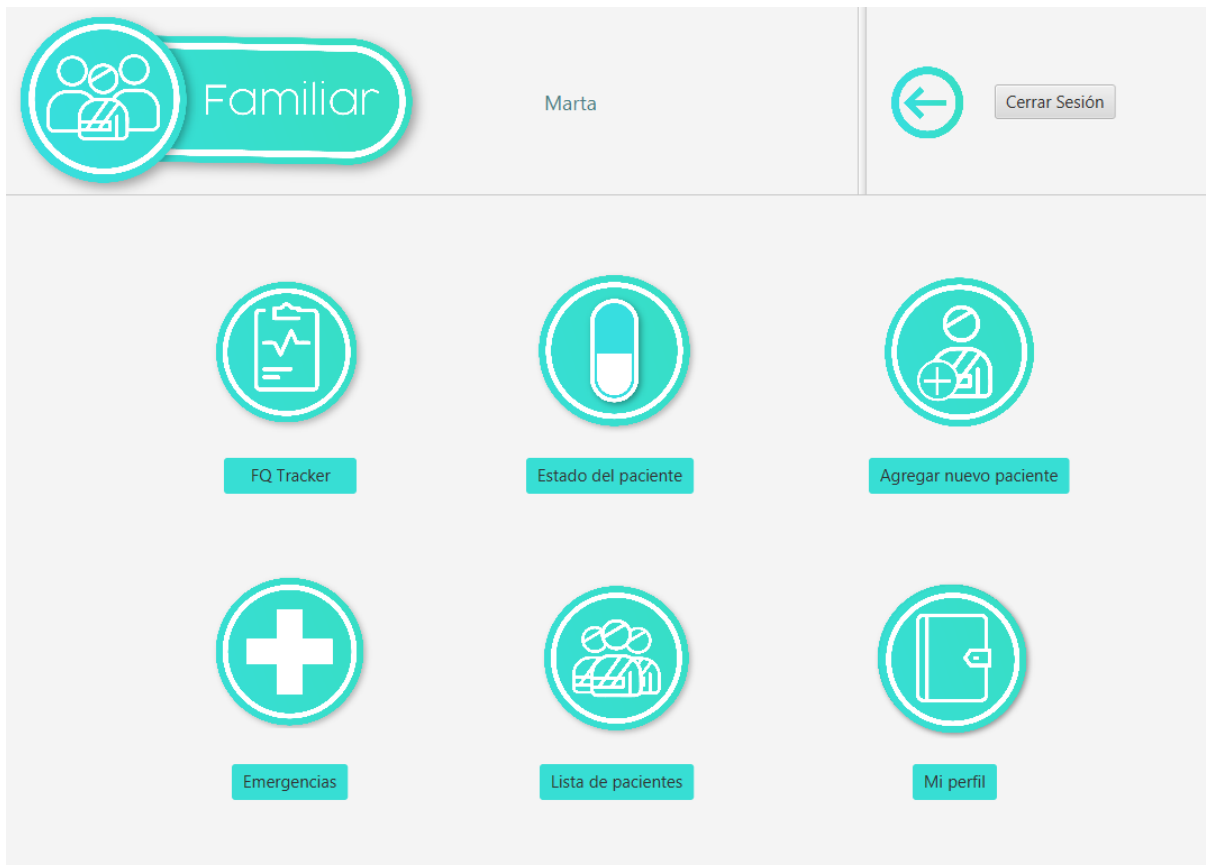 Familiar
Marta
Cerrar Sesión
FQ Tracker
Estado del paciente
Agregar nuevo paciente
Emergencias
Lista de pacientes
Mi perfil